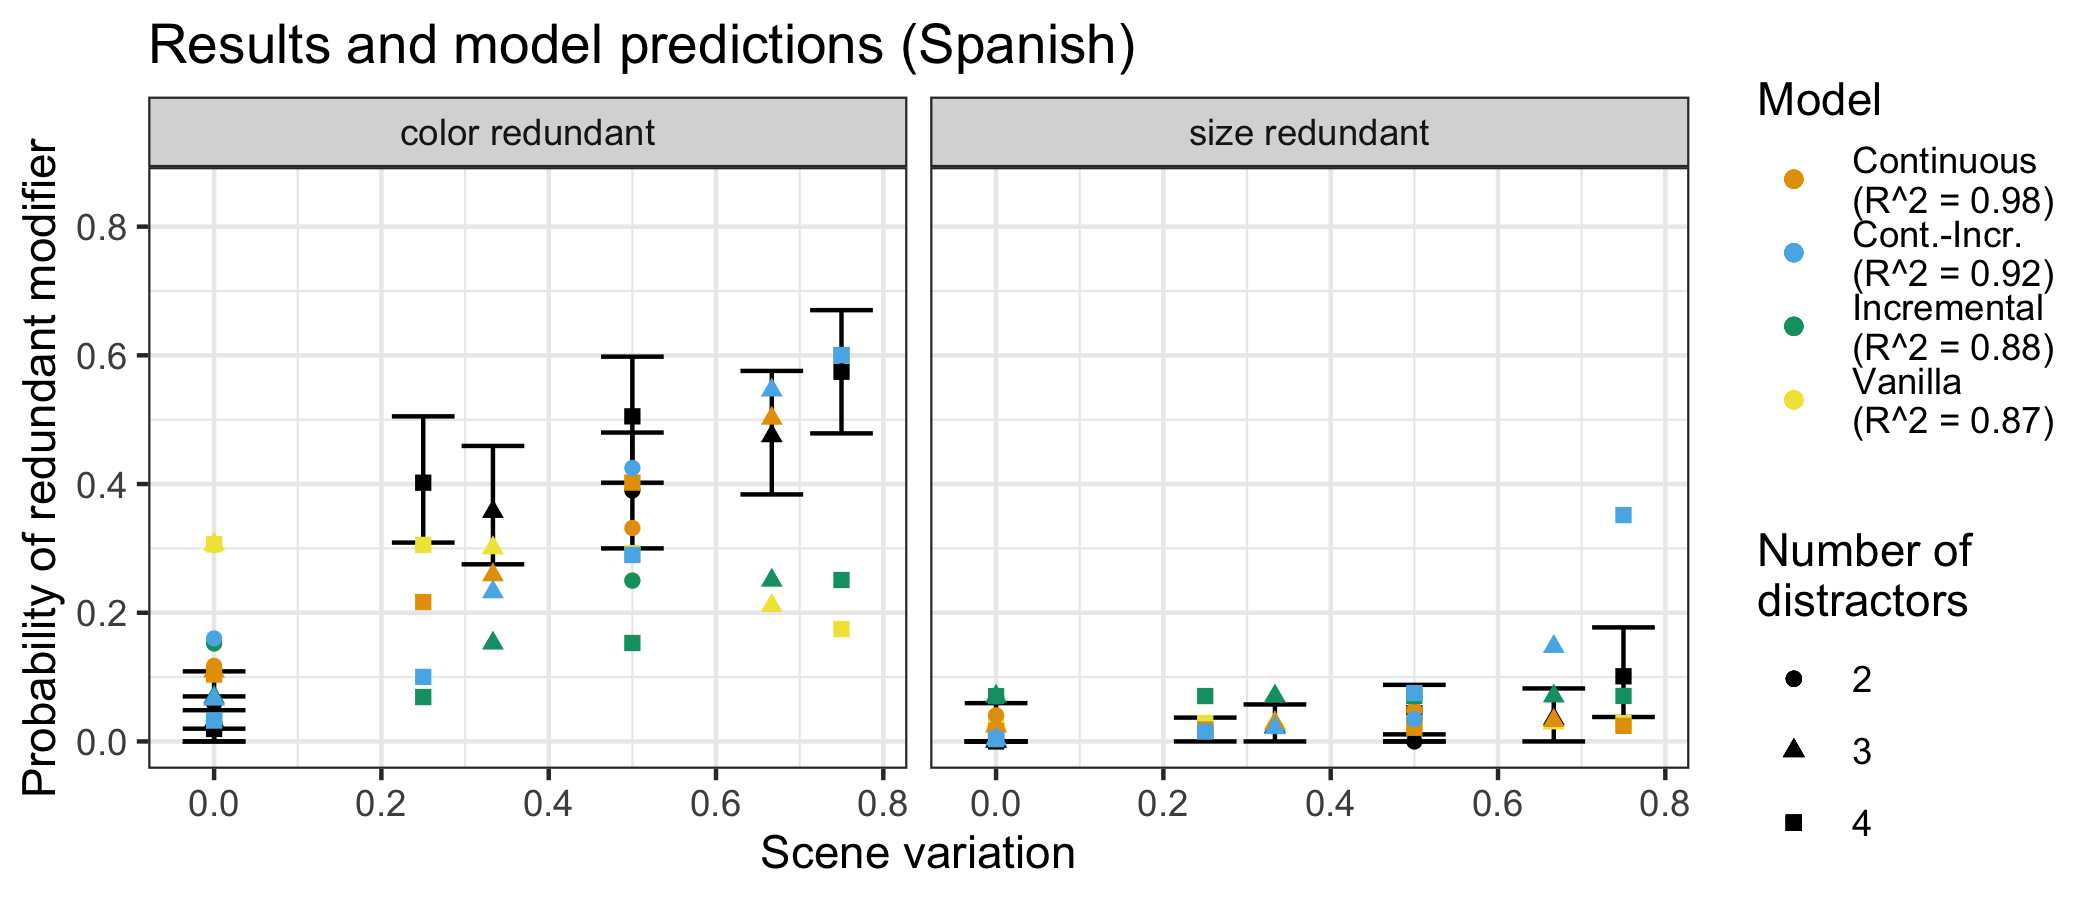 Results and model predictions (Spanish)
color redundant
size redundant
Probability of redundant modifier
0.8
0.6
0.4
0.2
0.0
0.0 0.2 0.4 0.6 0.8
0.0 0.2 0.4 0.6 0.8
Scene variation
Model
Continuous
(R^2 = 0.98)
Cont.-Incr.
(R^2 = 0.92)
Incremental
(R^2 = 0.88)
Vanilla
(R^2 = 0.87)
Number of
distractors
2
3
4